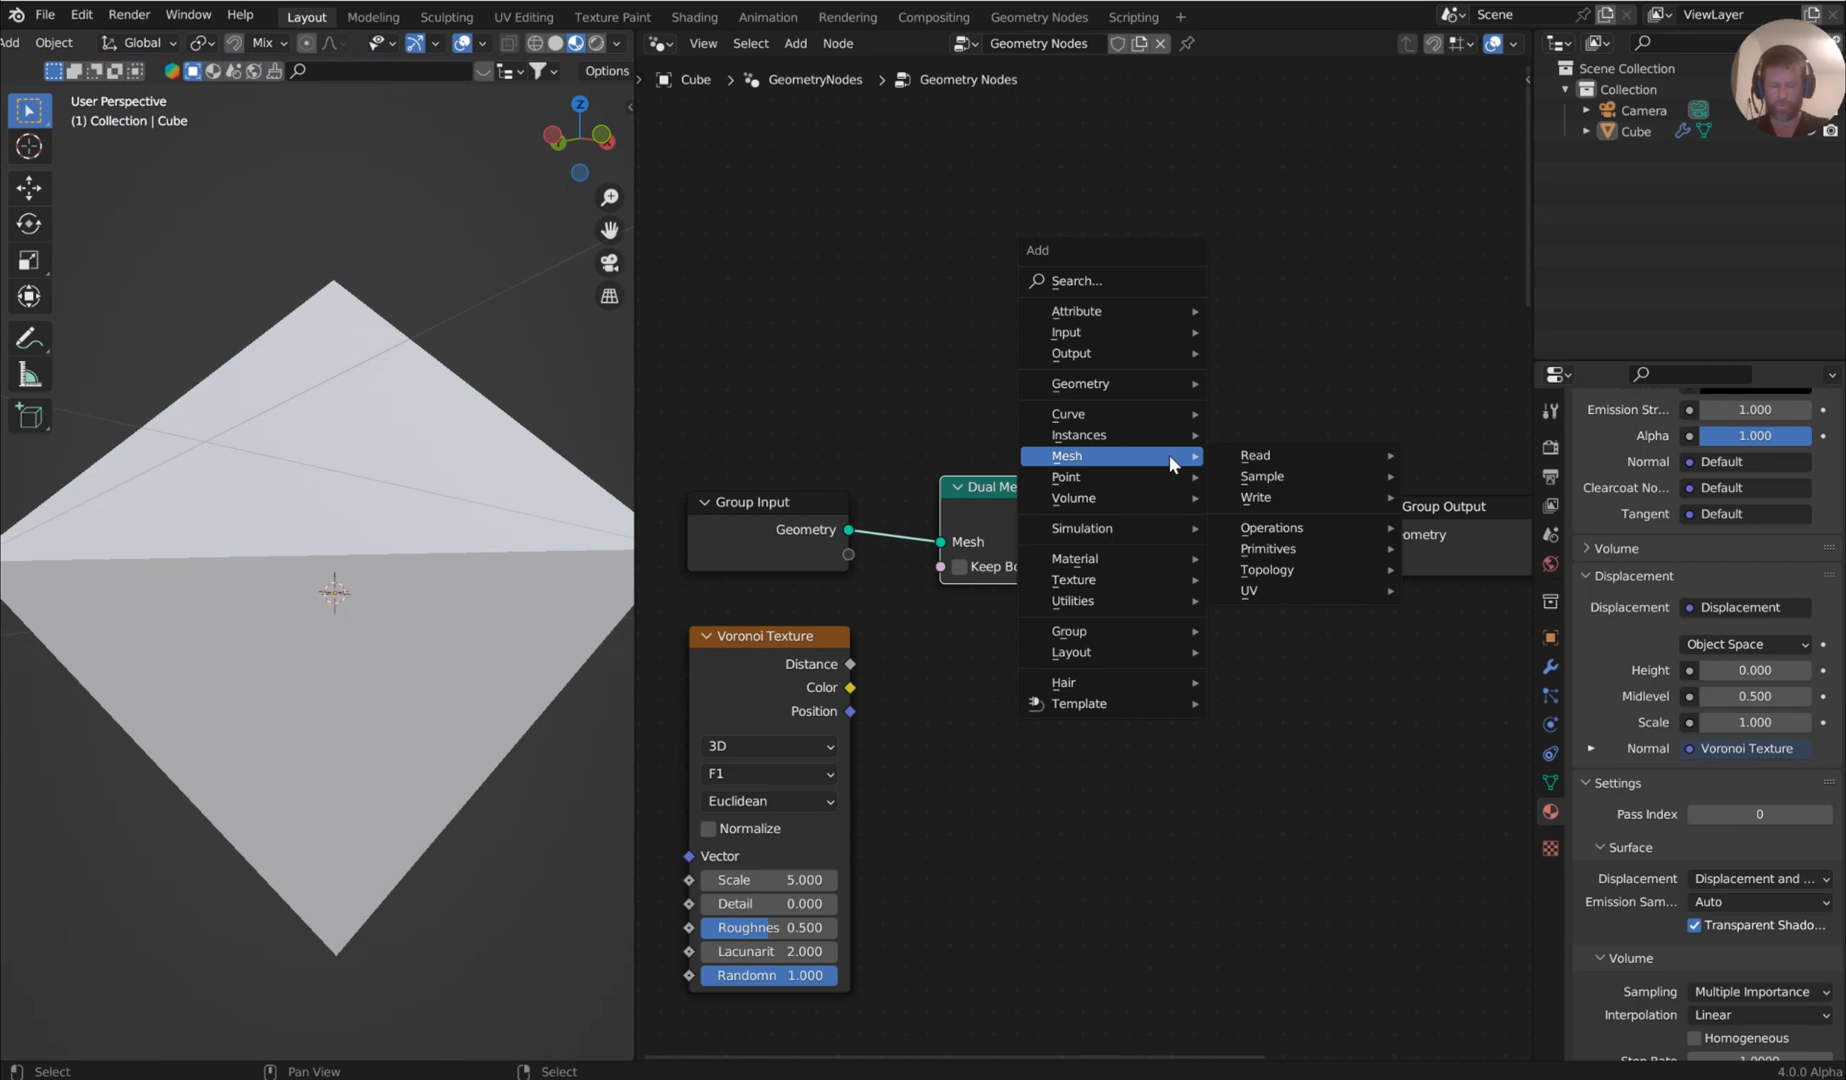 File Edit Render Window Help Layout Modeling Sculpting UV Editing Texture Paint Shading Animation Rendering Compositing Geometry Nodes Scripting + Scene ViewLayer
Add Object Global Mix View Select Add Node Geometry Nodes
Options
Cube > GeometryNodes > Geometry Nodes
User Perspective
(1) Collection | Cube
Z
Scene Collection
Collection
Camera
Cube
Add
Search...
Attribute
Input
Output
Geometry
Curve
Instances
Mesh
Point
Volume
Simulation
Material
Texture
Utilities
Group
Layout
Hair
Template
Read
Sample
Write
Operations
Primitives
Topology
UV
Group Input
Geometry
Dual Me
Mesh
Keep Bo
Group Output
ometry
Voronoi Texture
Distance
Color
Position
3D
F1
Euclidean
Normalize
Vector
Scale 5.000
Detail 0.000
Roughnes 0.500
Lacunarit 2.000
Randomn 1.000
Emission Str... 1.000
Alpha 1.000
Normal Default
Clearcoat No... Default
Tangent Default
Volume
Displacement
Displacement Displacement
Object Space
Height 0.000
Midlevel 0.500
Scale 1.000
Normal Voronoi Texture
Settings
Pass Index 0
Surface
Displacement Displacement and ...
Emission Sam... Auto
Transparent Shado...
Volume
Sampling Multiple Importance
Interpolation Linear
Homogeneous
Select Pan View Select 4.0.0 Alpha